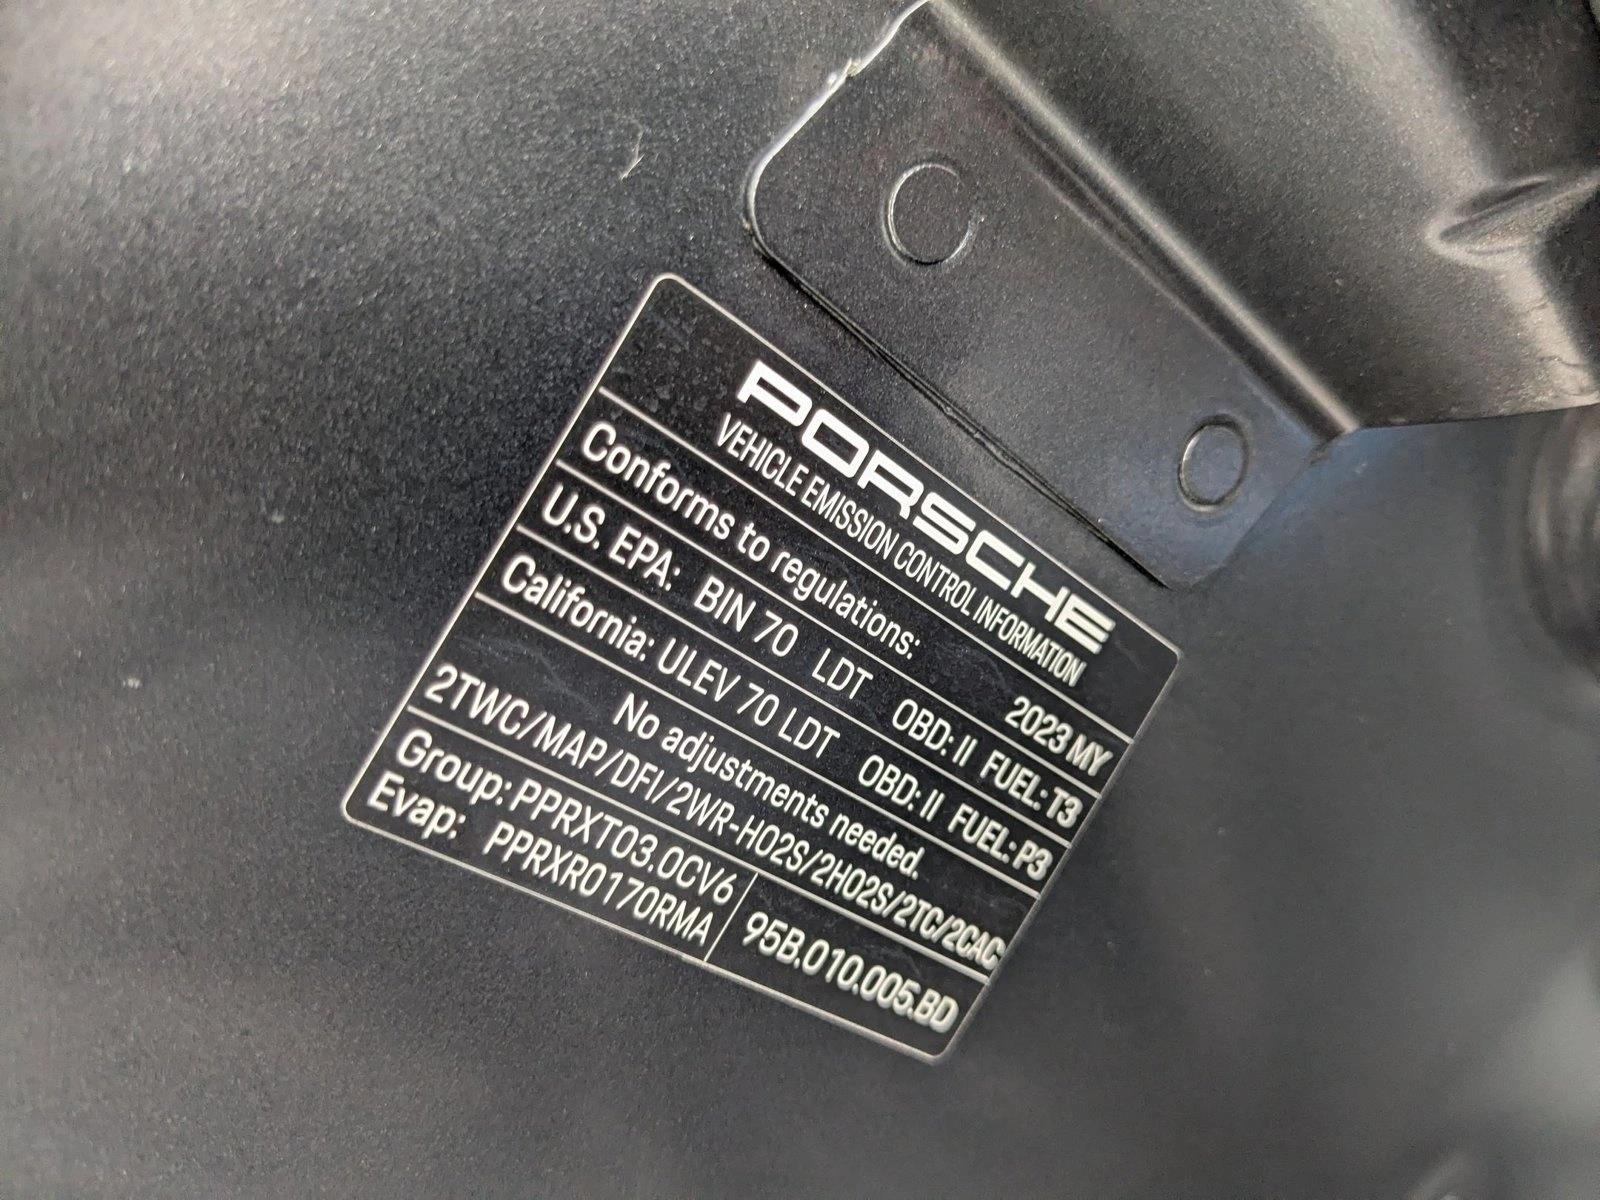 PORSCHE
VEHICLE EMISSION CONTROL INFORMATION
Conforms to regulations: 2023 MY
U.S. EPA: BIN 70 LDT OBD: II FUEL: T3
California: ULEV 70 LDT OBD: II FUEL: P3
No adjustments needed.
2TWC/MAP/DFI/2WR-HO2S/2HO2S/2TC/2CAC
Group: PPRXT03.0CV6
Evap: PPRXR0170RMA
95B.010.005.BD